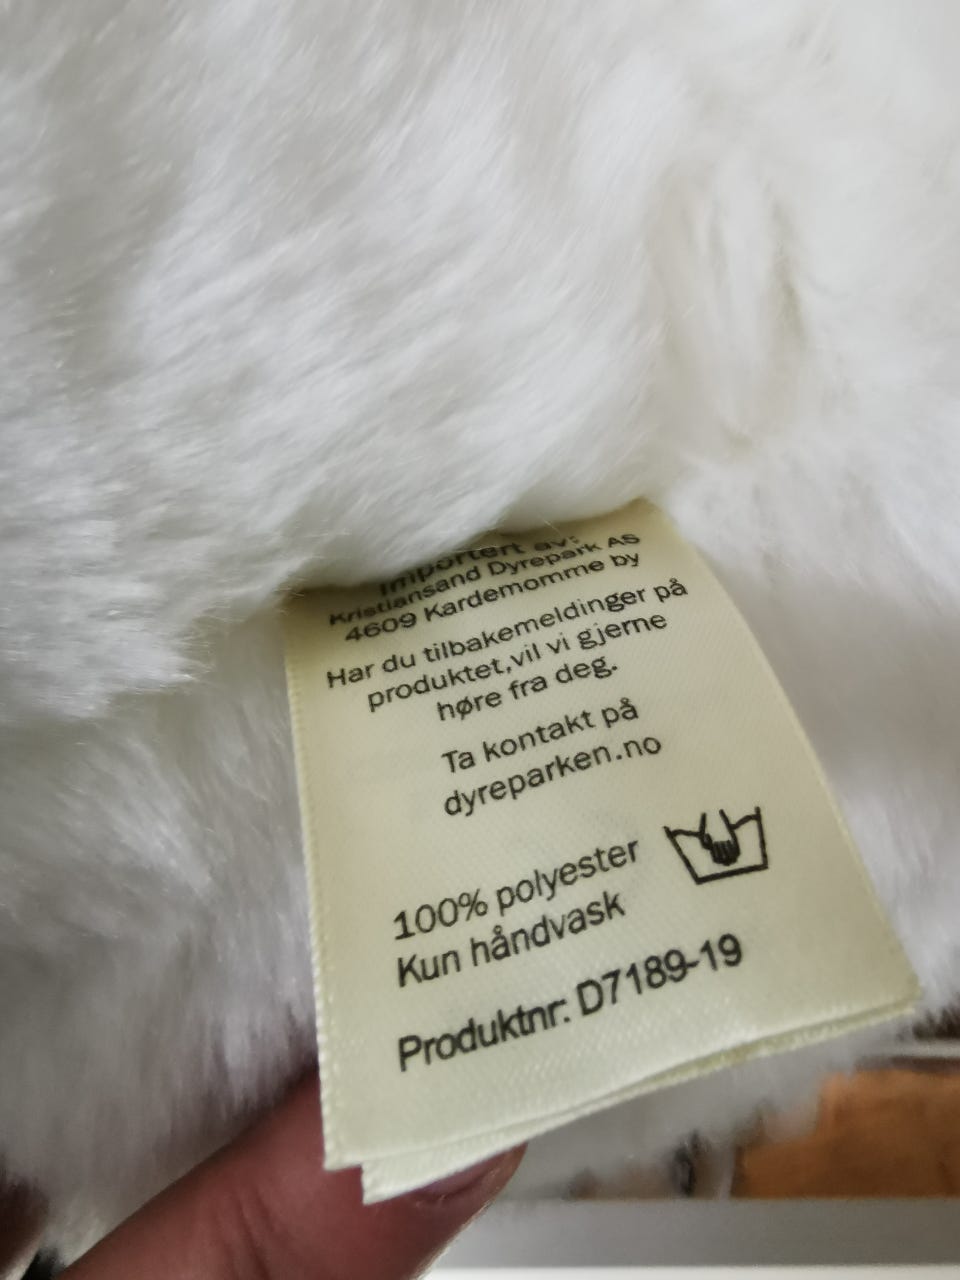 Importert av:
Kristiansand Dyrepark AS
4609 Kardemomme by
Har du tilbakemeldinger på
produktet,vil vi gjerne
høre fra deg.
Ta kontakt på
dyreparken.no
100% polyester
Kun håndvask
Produktnr: D7189-19